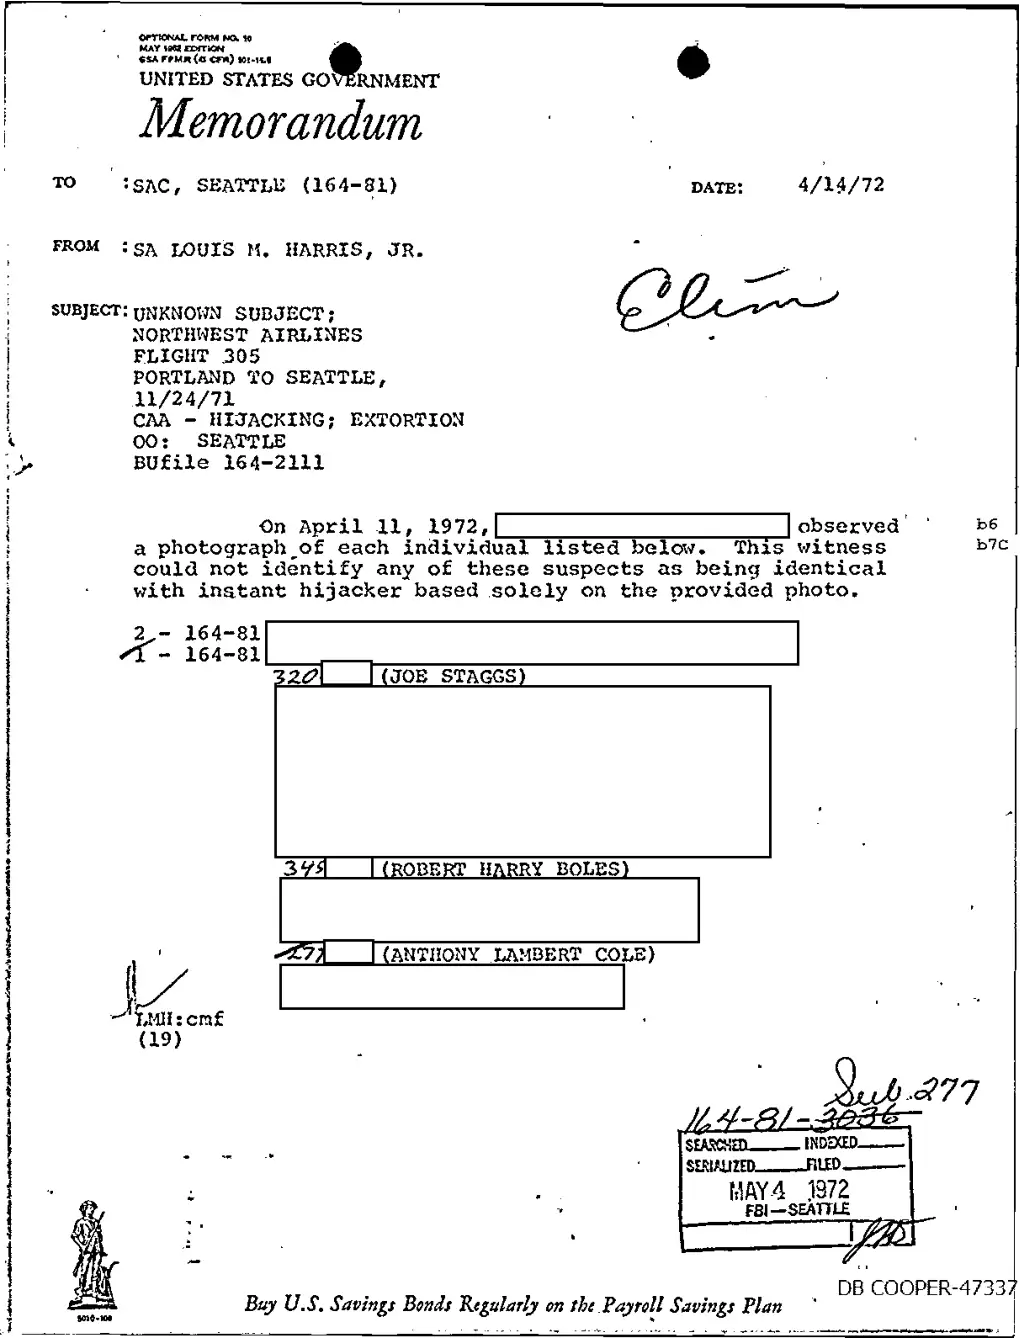 OPTIONAL FORM NO. 10
MAY 1962 EDITION
GSA FPMR (41 CFR) 101-11.6
UNITED STATES GOVERNMENT
Memorandum
TO : SAC, SEATTLE (164-81) DATE: 4/14/72
FROM : SA LOUIS M. HARRIS, JR.
Elim
SUBJECT: UNKNOWN SUBJECT;
NORTHWEST AIRLINES
FLIGHT 305
PORTLAND TO SEATTLE,
11/24/71
CAA - HIJACKING; EXTORTION
OO: SEATTLE
BUfile 164-2111
On April 11, 1972, observed b6
a photograph of each individual listed below. This witness b7C
could not identify any of these suspects as being identical
with instant hijacker based solely on the provided photo.
2 - 164-81
1 - 164-81
320 (JOE STAGGS)
345 (ROBERT HARRY BOLES)
277 (ANTHONY LAMBERT COLE)
LMH:cmf
(19)
Sub 277
164-81-3036
SEARCHED INDEXED
SERIALIZED FILED
MAY 4 1972
FBI—SEATTLE
DB COOPER-47337
Buy U.S. Savings Bonds Regularly on the Payroll Savings Plan
5010-108